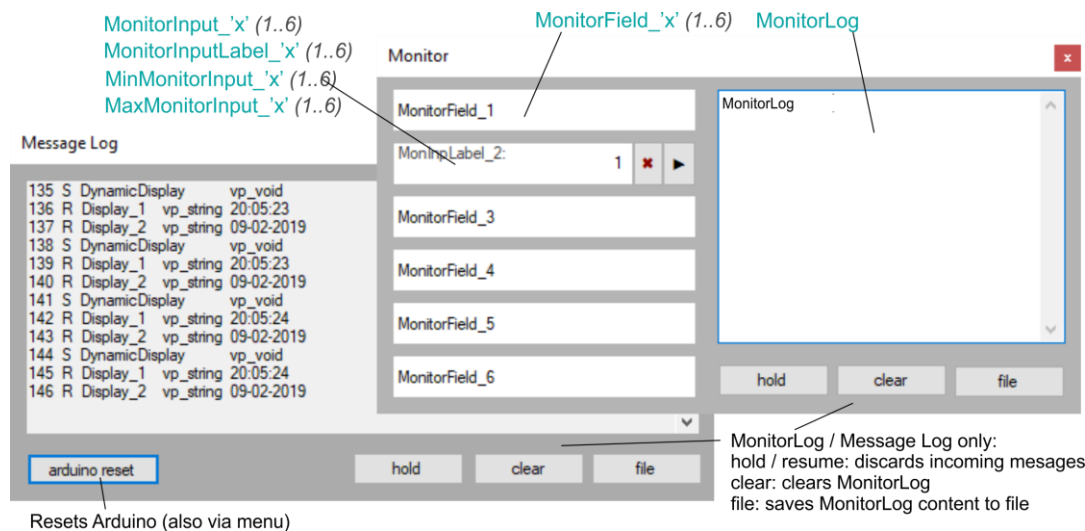 MonitorInput_’x’ (1..6)
MonitorInputLabel_’x’ (1..6)
MinMonitorInput_’x’ (1..6)
MaxMonitorInput_’x’ (1..6)
MonitorField_’x’ (1..6)
MonitorLog
Monitor
x
MonitorField_1
MonInpLabel_2:
1
MonitorField_3
MonitorField_4
MonitorField_5
MonitorField_6
MonitorLog
hold
clear
file
Message Log
135 S DynamicDisplay vp_void
136 R Display_1 vp_string 20:05:23
137 R Display_2 vp_string 09-02-2019
138 S DynamicDisplay vp_void
139 R Display_1 vp_string 20:05:23
140 R Display_2 vp_string 09-02-2019
141 S DynamicDisplay vp_void
142 R Display_1 vp_string 20:05:24
143 R Display_2 vp_string 09-02-2019
144 S DynamicDisplay vp_void
145 R Display_1 vp_string 20:05:24
146 R Display_2 vp_string 09-02-2019
arduino reset
hold
clear
file
Resets Arduino (also via menu)
MonitorLog / Message Log only:
hold / resume: discards incoming mesages
clear: clears MonitorLog
file: saves MonitorLog content to file